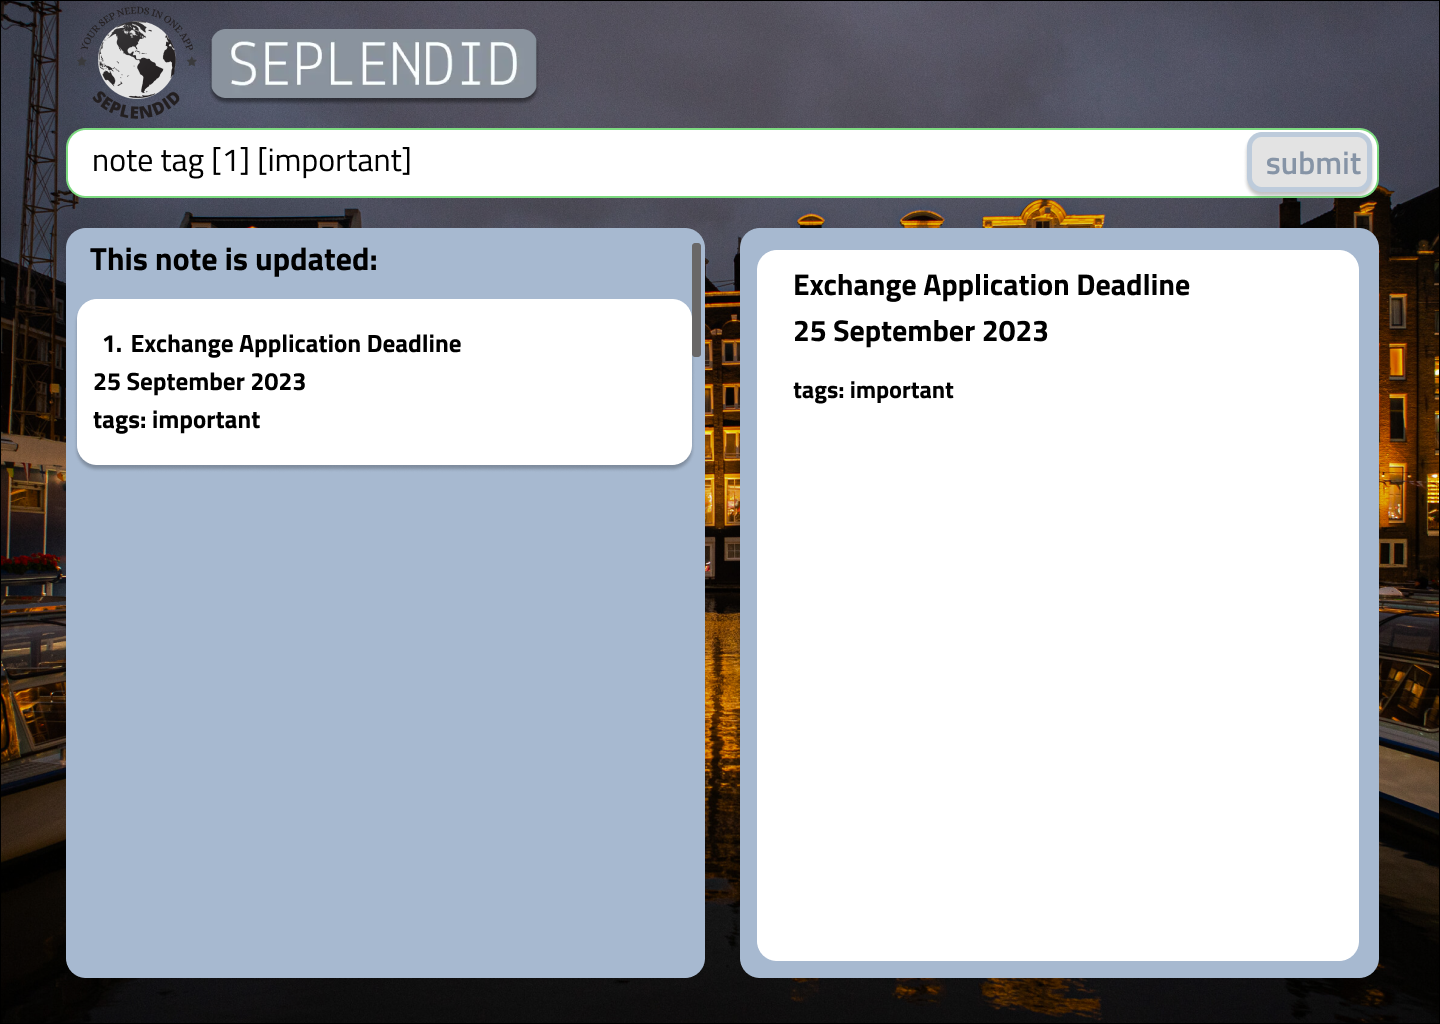 YOUR SEP NEEDS IN ONE APP
SEPLENDID
SEPLENDID
note tag [1] [important]
submit
This note is updated:
1. Exchange Application Deadline
25 September 2023
tags: important
Exchange Application Deadline
25 September 2023
tags: important